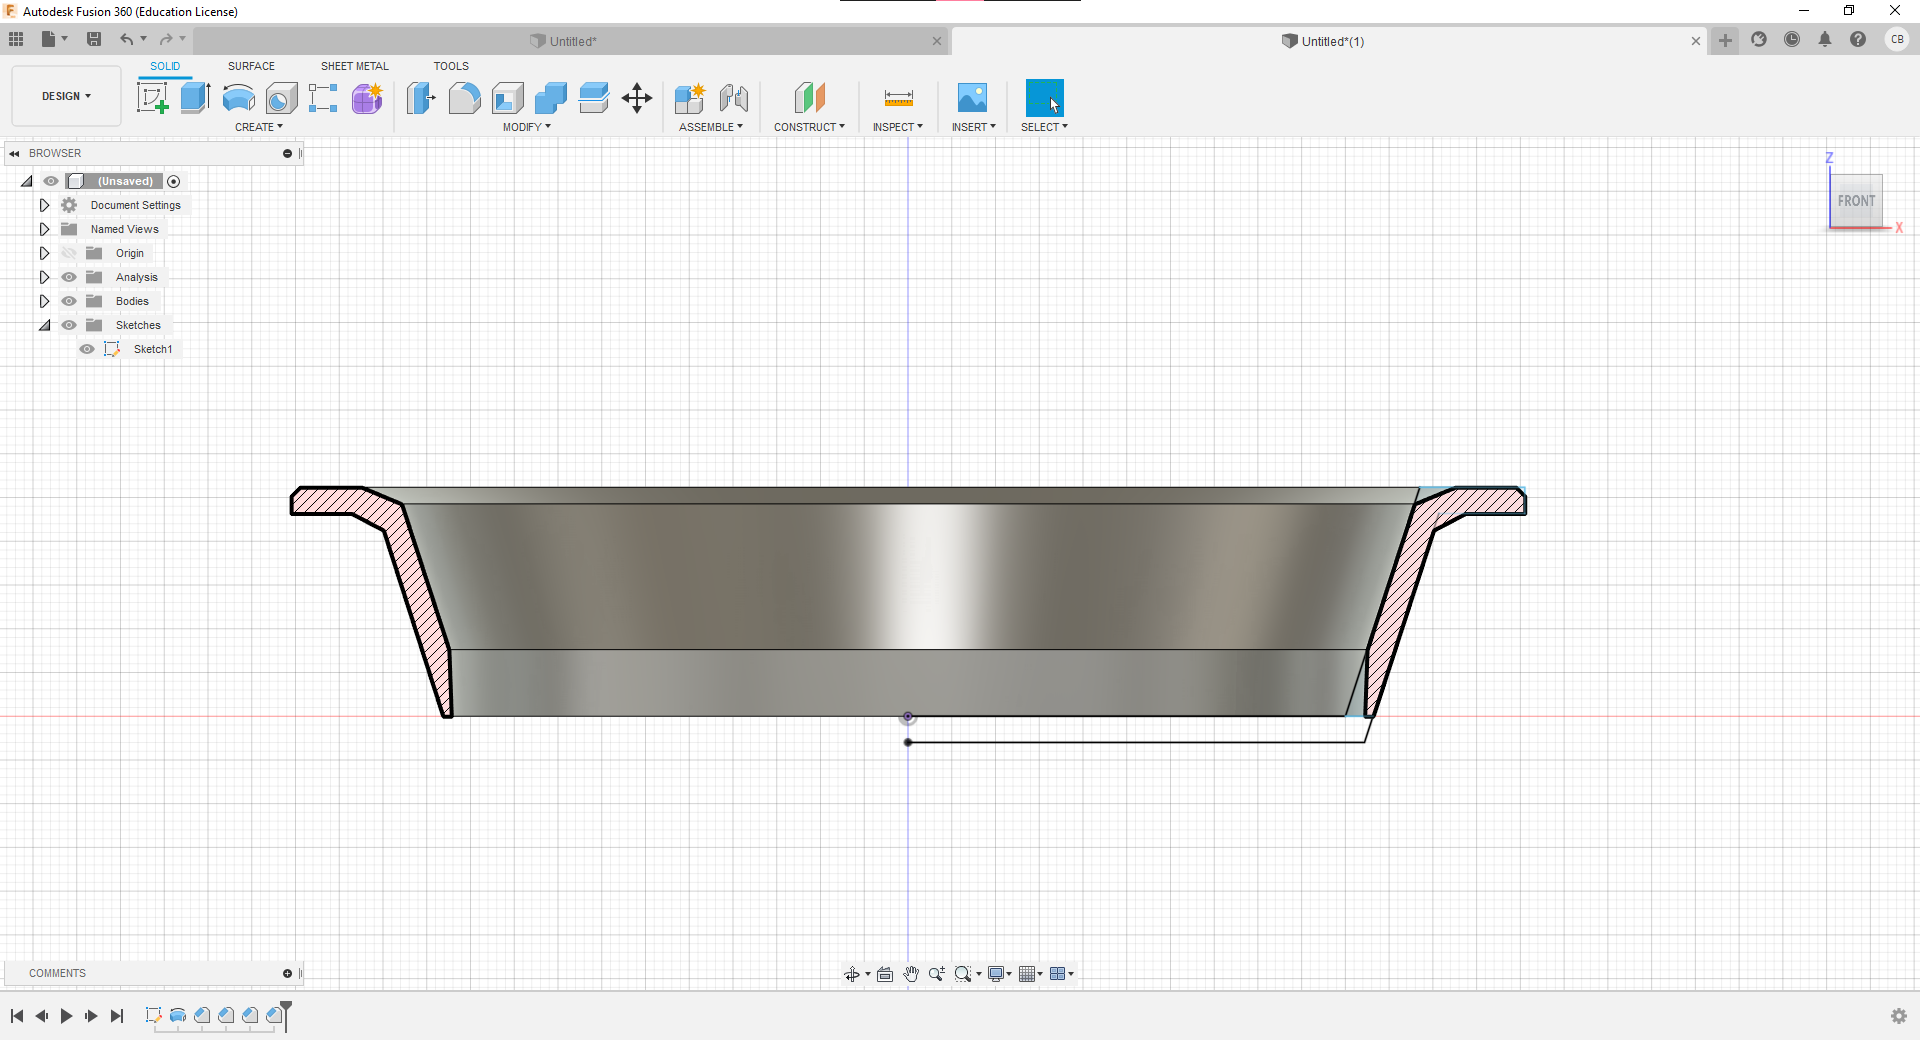 Autodesk Fusion 360 (Education License)
Untitled*
Untitled*(1)
CB
DESIGN
SOLID
SURFACE
SHEET METAL
TOOLS
CREATE
MODIFY
ASSEMBLE
CONSTRUCT
INSPECT
INSERT
SELECT
BROWSER
(Unsaved)
Document Settings
Named Views
Origin
Analysis
Bodies
Sketches
Sketch1
Z
FRONT
X
COMMENTS